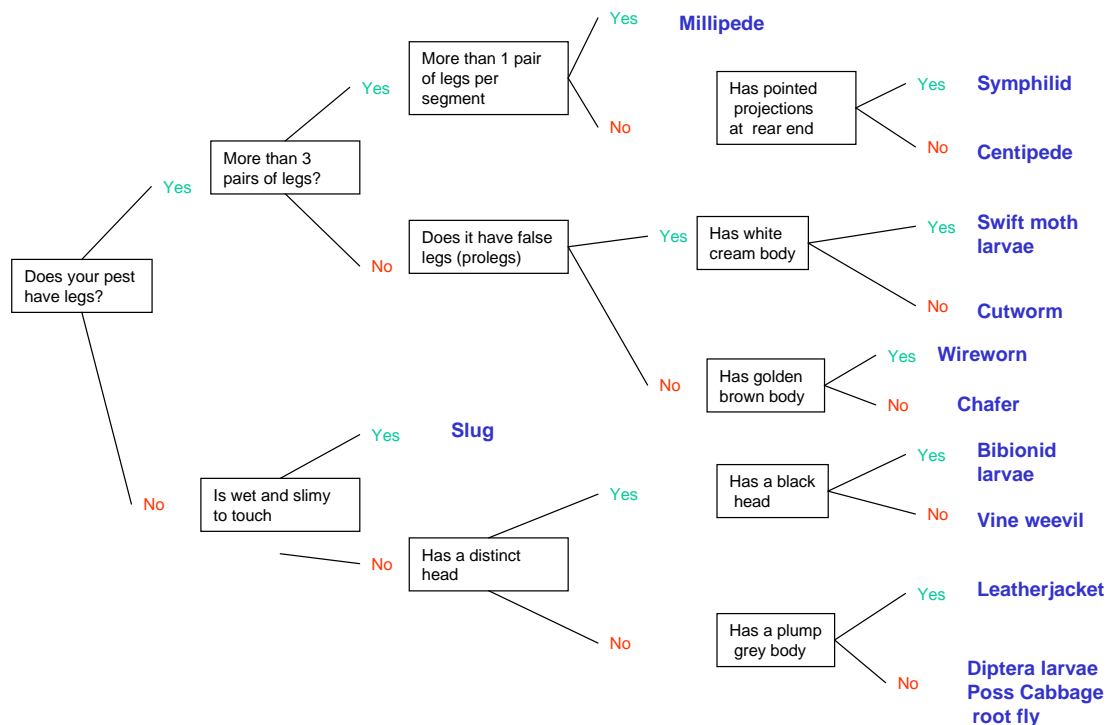 Yes
Millipede
More than 1 pair
of legs per
segment
Has pointed
projections
at rear end
Yes
Symphilid
Yes
No
No
Centipede
More than 3
pairs of legs?
Yes
Does it have false
legs (prolegs)
Yes
Has white
cream body
Yes
Swift moth
larvae
No
Does your pest
have legs?
No
Cutworm
Yes
Wireworn
No
Has golden
brown body
No
Chafer
Yes
Slug
Yes
Bibionid
larvae
No
Is wet and slimy
to touch
Yes
Has a black
head
No
Vine weevil
No
Has a distinct
head
Yes
Leatherjacket
No
Has a plump
grey body
No
Diptera larvae
Poss Cabbage
root fly